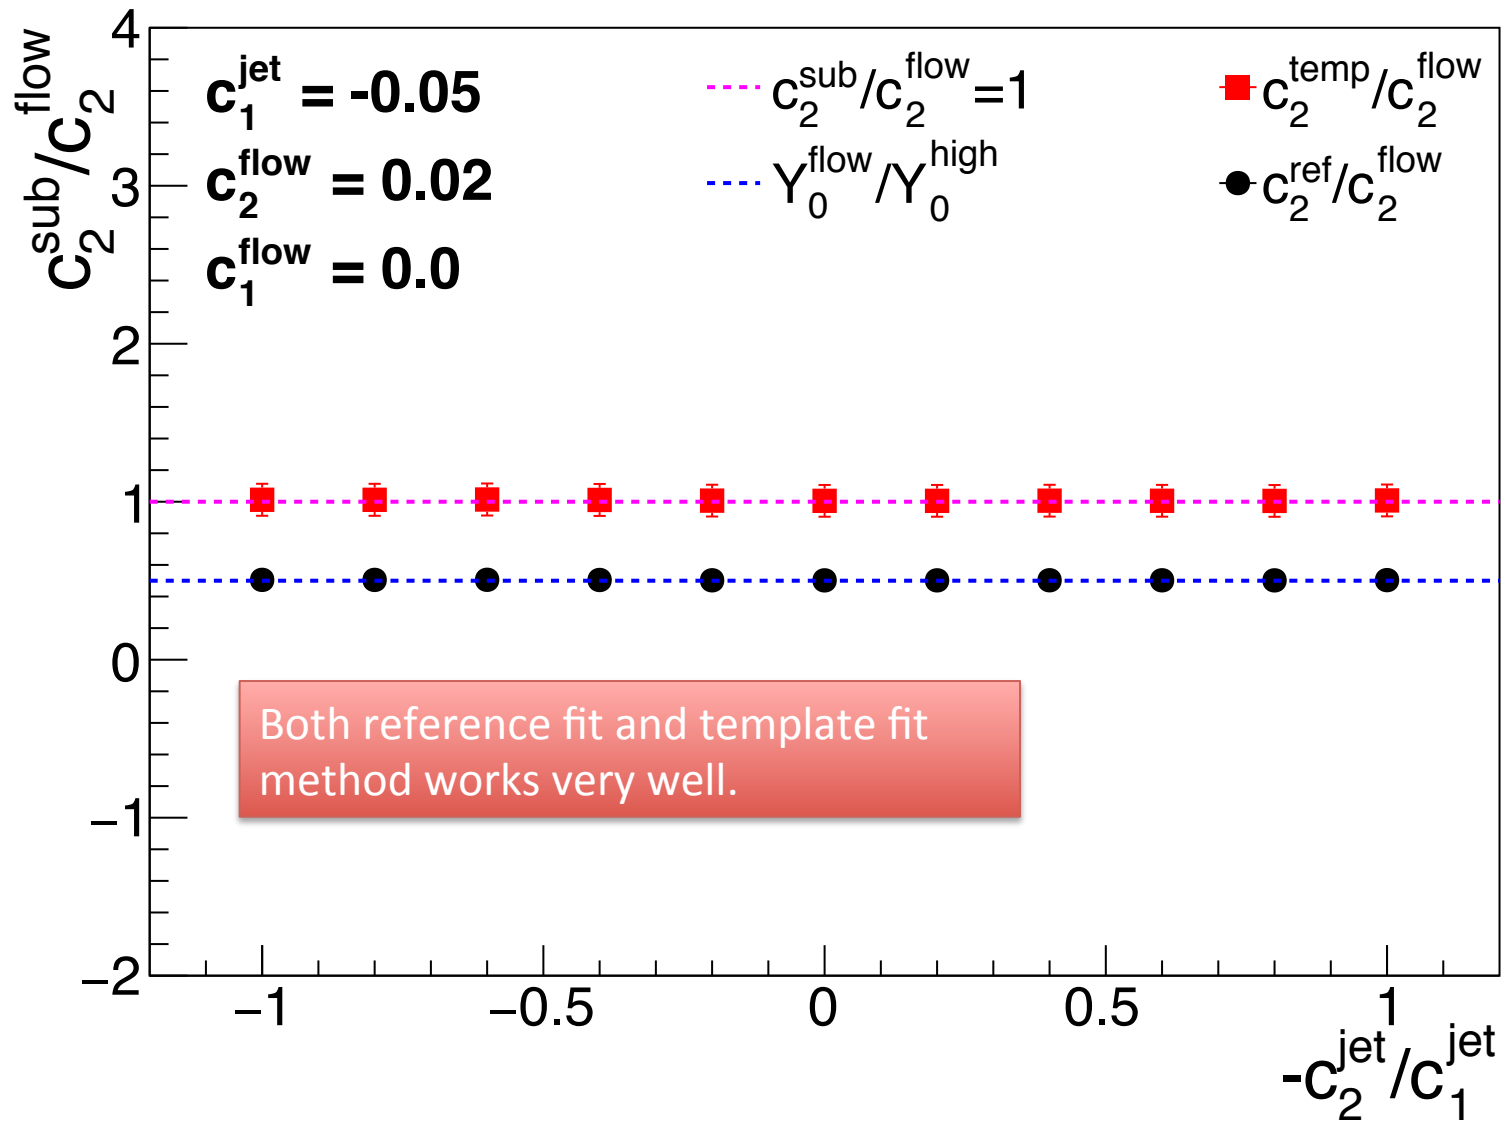 c₂^sub/c₂^flow
4
3
2
1
0
−1
−2
c₁^jet = -0.05
c₂^flow = 0.02
c₁^flow = 0.0
c₂^sub/c₂^flow=1
Y₀^flow/Y₀^high
c₂^temp/c₂^flow
c₂^ref/c₂^flow
Both reference fit and template fit
method works very well.
−1 −0.5 0 0.5 1
-c₂^jet/c₁^jet